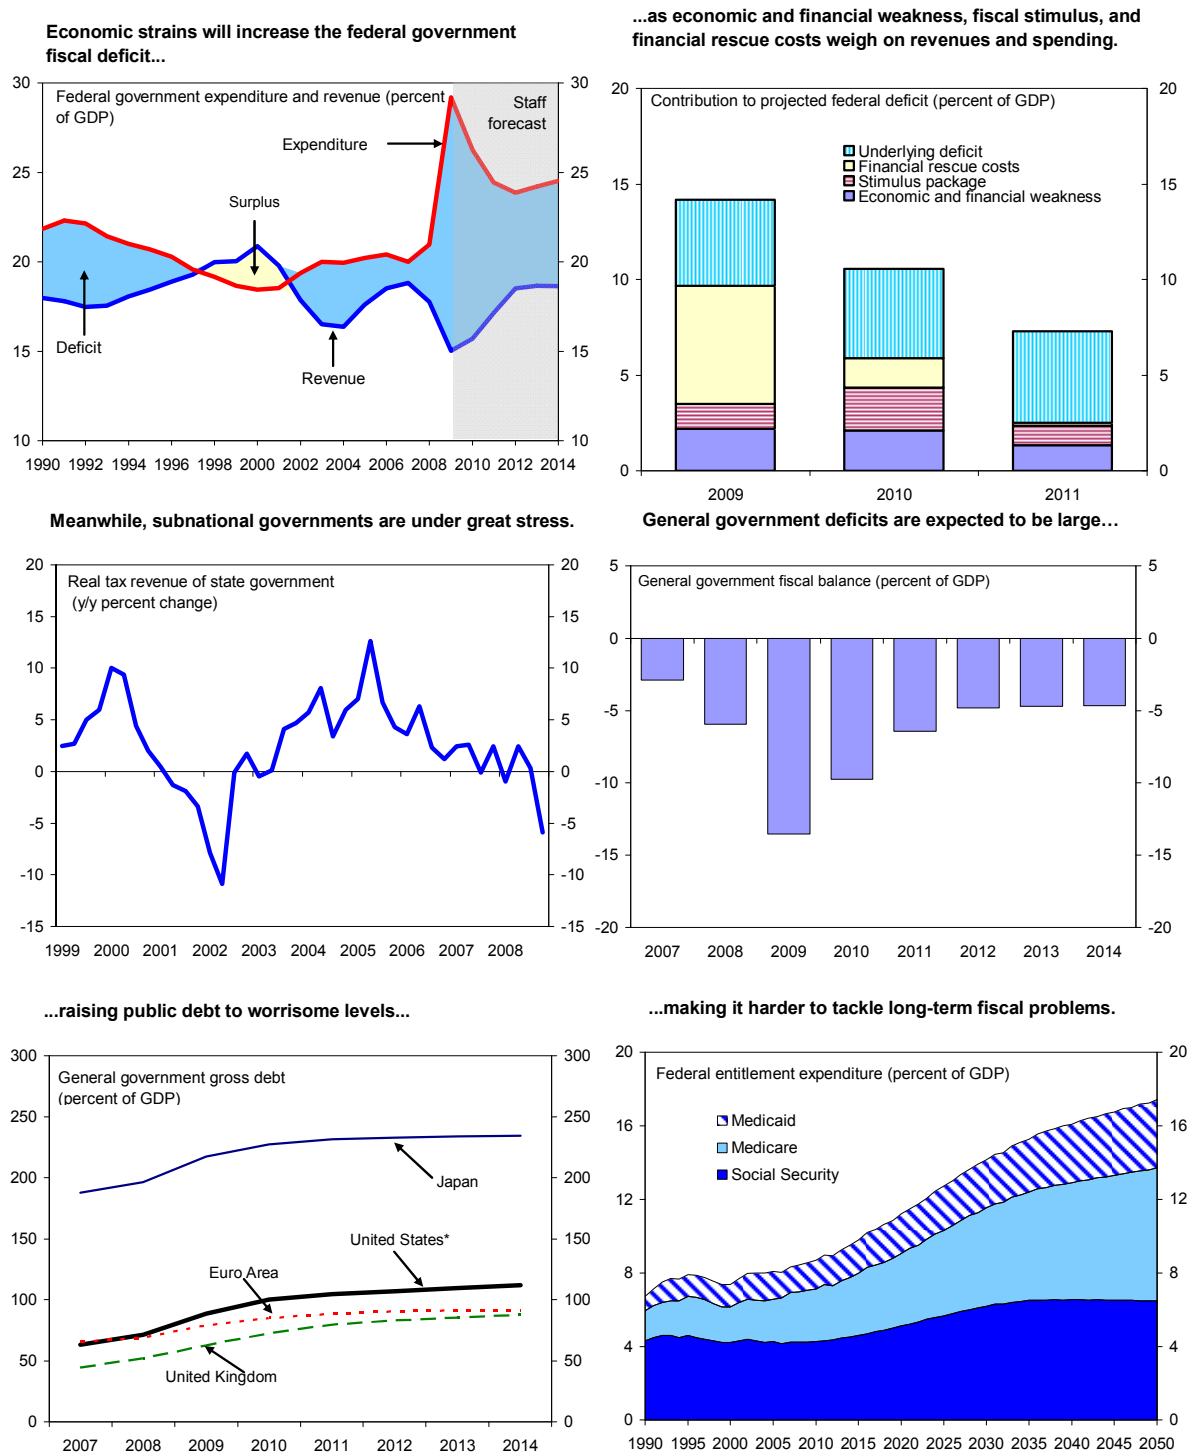 Economic strains will increase the federal government
fiscal deficit...
30
25
20
15
10
Federal government expenditure and revenue (percent
of GDP)
Staff
forecast
Expenditure
Surplus
Deficit
Revenue
30
25
20
15
10
1990 1992 1994 1996 1998 2000 2002 2004 2006 2008 2010 2012 2014
...as economic and financial weakness, fiscal stimulus, and
financial rescue costs weigh on revenues and spending.
20
15
10
5
0
Contribution to projected federal deficit (percent of GDP)
Underlying deficit
Financial rescue costs
Stimulus package
Economic and financial weakness
20
15
10
5
0
2009 2010 2011
Meanwhile, subnational governments are under great stress.
20
15
10
5
0
-5
-10
-15
Real tax revenue of state government
(y/y percent change)
20
15
10
5
0
-5
-10
-15
1999 2000 2001 2002 2003 2004 2005 2006 2007 2008
General government deficits are expected to be large…
5
0
-5
-10
-15
-20
General government fiscal balance (percent of GDP)
5
0
-5
-10
-15
-20
2007 2008 2009 2010 2011 2012 2013 2014
...raising public debt to worrisome levels...
300
250
200
150
100
50
0
General government gross debt
(percent of GDP)
Japan
United States*
Euro Area
United Kingdom
300
250
200
150
100
50
0
2007 2008 2009 2010 2011 2012 2013 2014
...making it harder to tackle long-term fiscal problems.
20
16
12
8
4
0
Federal entitlement expenditure (percent of GDP)
Medicaid
Medicare
Social Security
20
16
12
8
4
0
1990 1995 2000 2005 2010 2015 2020 2025 2030 2035 2040 2045 2050